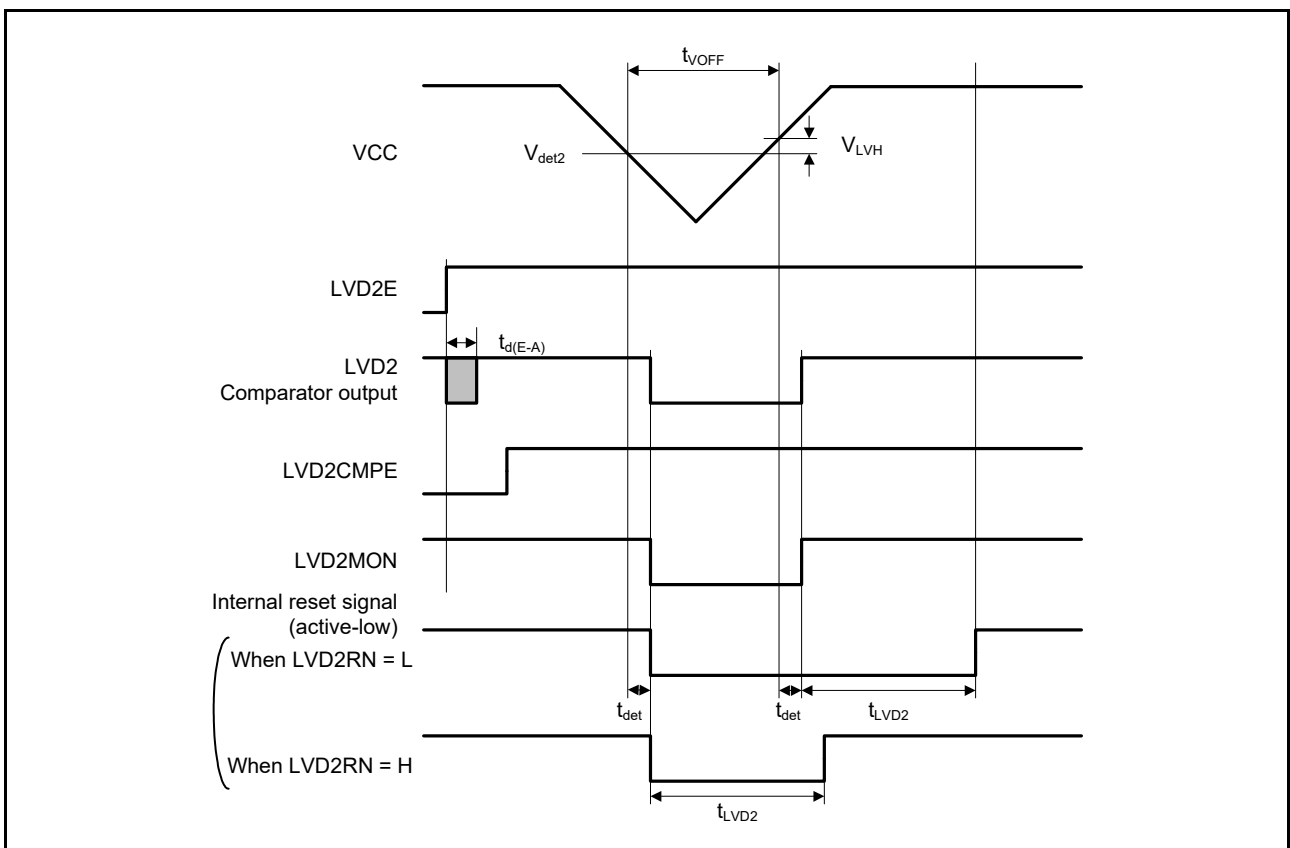 tVOFF
VCC
Vdet2
VLVH
LVD2E
td(E-A)
LVD2
Comparator output
LVD2CMPE
LVD2MON
Internal reset signal
(active-low)
When LVD2RN = L
tdet
tdet
tLVD2
When LVD2RN = H
tLVD2